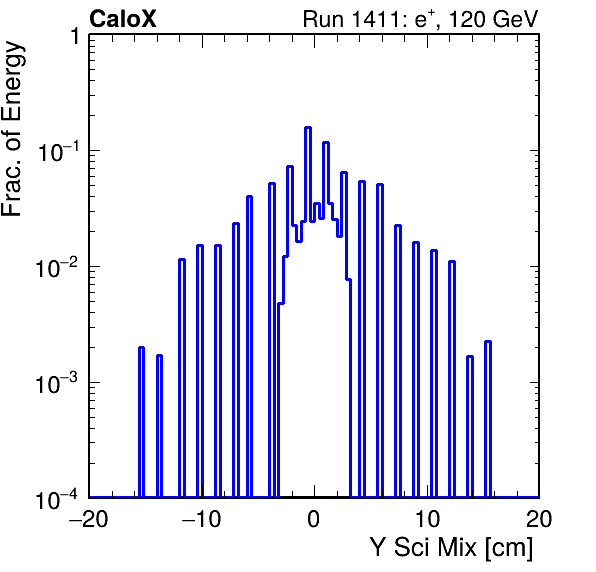 CaloX Run 1411: e⁺, 120 GeV
Frac. of Energy
1
10⁻¹
10⁻²
10⁻³
10⁻⁴
−20 −10 0 10 20
Y Sci Mix [cm]